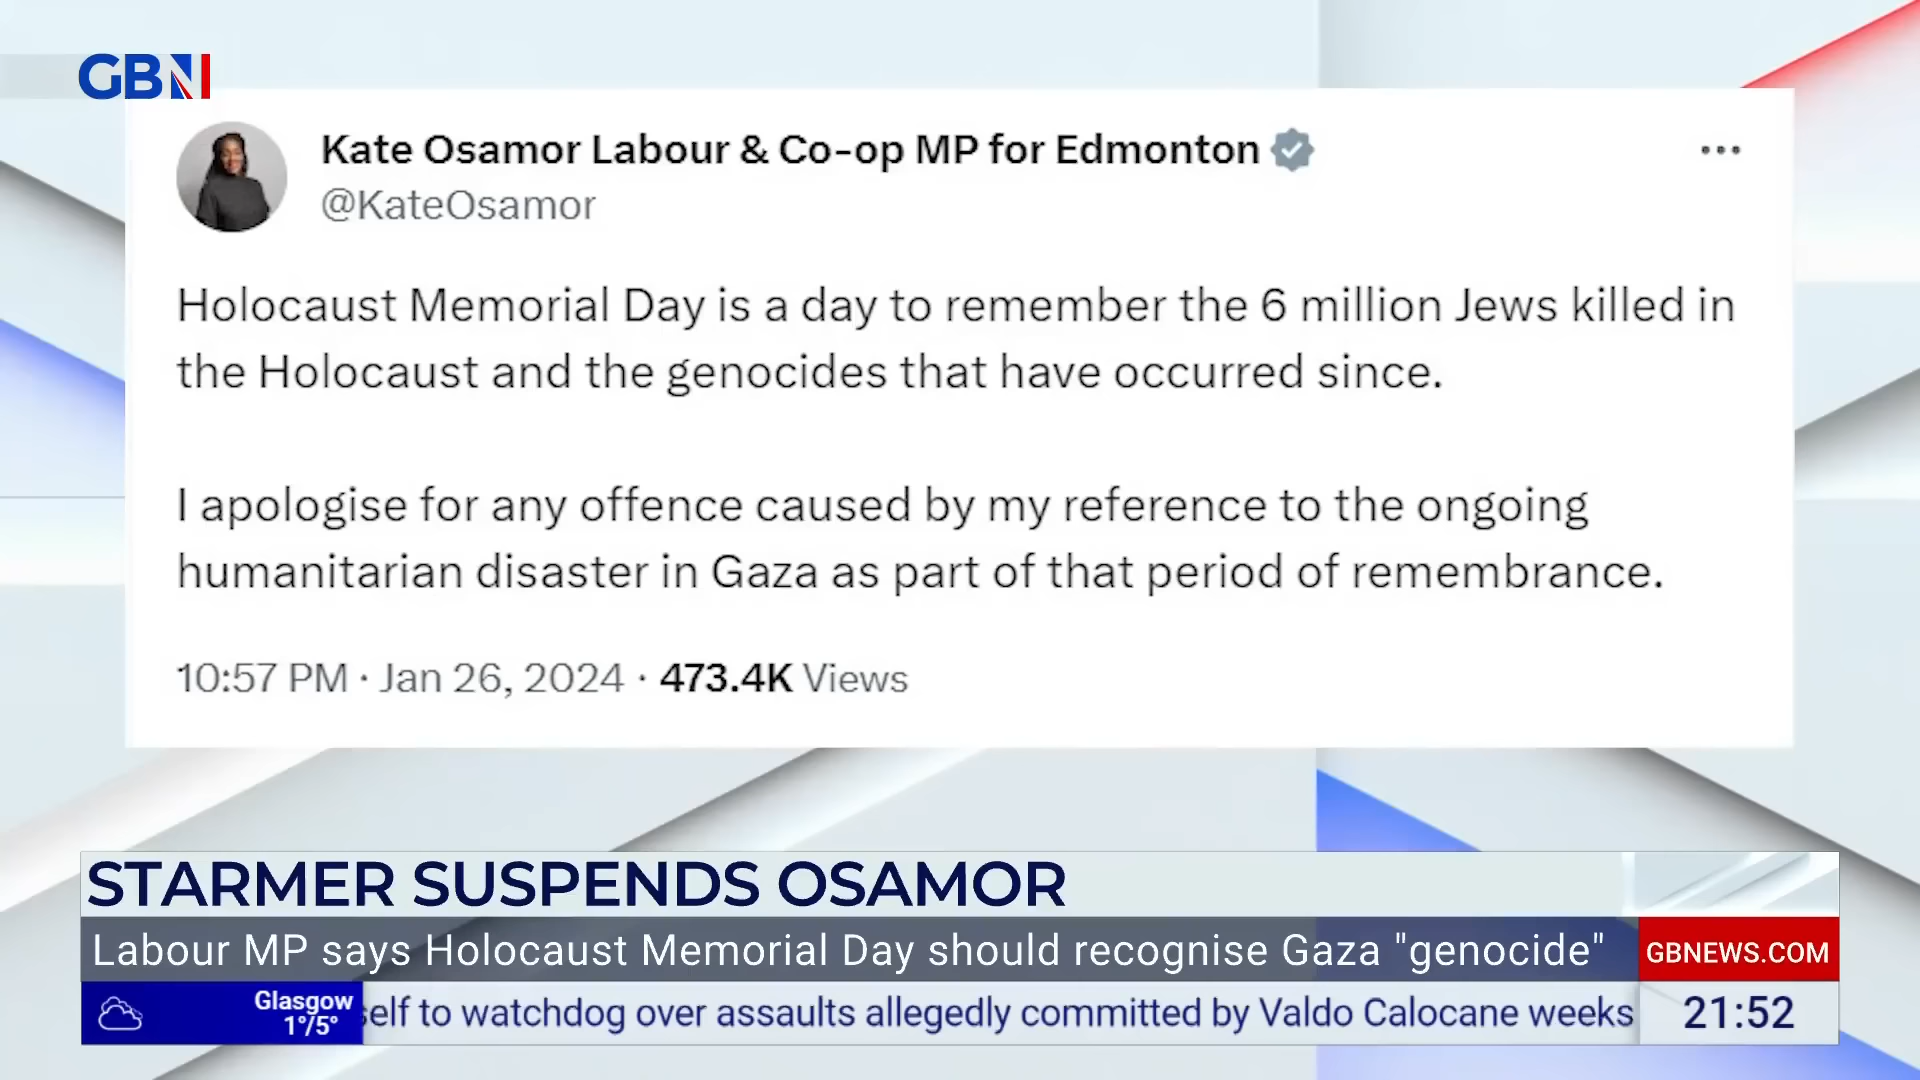 GBN
Kate Osamor Labour & Co-op MP for Edmonton
@KateOsamor
Holocaust Memorial Day is a day to remember the 6 million Jews killed in
the Holocaust and the genocides that have occurred since.
I apologise for any offence caused by my reference to the ongoing
humanitarian disaster in Gaza as part of that period of remembrance.
10:57 PM · Jan 26, 2024 · 473.4K Views
STARMER SUSPENDS OSAMOR
Labour MP says Holocaust Memorial Day should recognise Gaza "genocide"
GBNEWS.COM
Glasgow
1°/5°
self to watchdog over assaults allegedly committed by Valdo Calocane weeks
21:52